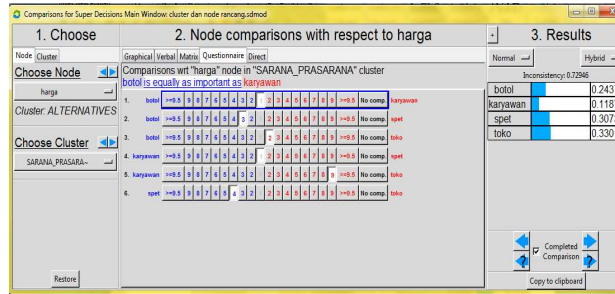 Comparisons for Super Decisions Main Window: cluster dan node rancang.sdmod
1. Choose
Node Cluster
Choose Node
harga
Cluster: ALTERNATIVES
Choose Cluster
SARANA_PRASARA~
Restore
2. Node comparisons with respect to harga
Graphical Verbal Matrix Questionnaire Direct
Comparisons wrt "harga" node in "SARANA_PRASARANA" cluster
botol is equally as important as karyawan
1. botol >=9.5 9 8 7 6 5 4 3 2 1 2 3 4 5 6 7 8 9 >=9.5 No comp. karyawan
2. botol >=9.5 9 8 7 6 5 4 3 2 2 3 4 5 6 7 8 9 >=9.5 No comp. spet
3. botol >=9.5 9 8 7 6 5 4 3 2 2 3 4 5 6 7 8 9 >=9.5 No comp. toko
4. karyawan >=9.5 9 8 7 6 5 4 3 2 1 2 3 4 5 6 7 8 9 >=9.5 No comp. spet
5. karyawan >=9.5 9 8 7 6 5 4 3 2 2 3 4 5 6 7 8 9 >=9.5 No comp. toko
6. spet >=9.5 9 8 7 6 5 4 3 2 2 3 4 5 6 7 8 9 >=9.5 No comp. toko
+ 3. Results
Normal Hybrid
Inconsistency: 0.72946
botol 0.243
karyawan 0.118
spet 0.307
toko 0.330
Completed
Comparison
Copy to clipboard